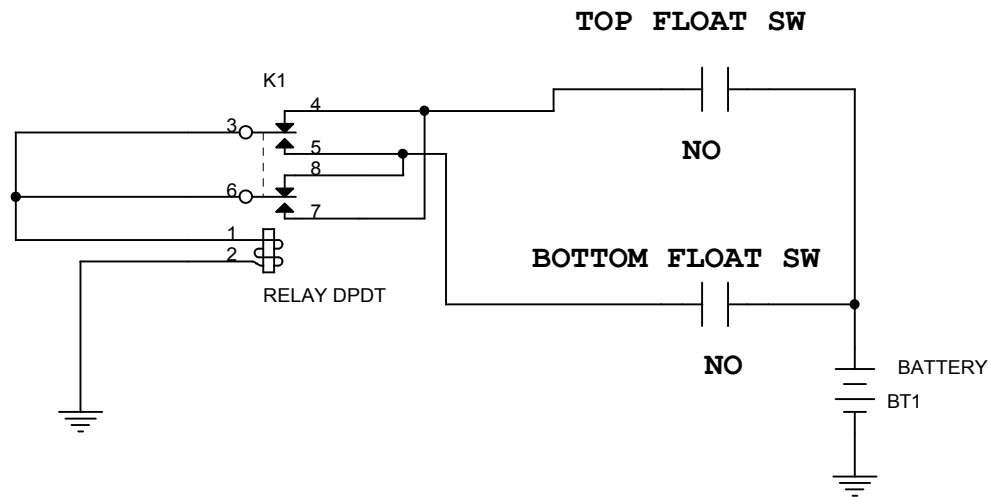 TOP FLOAT SW
K1
4
3
NO
5
8
6
7
1
BOTTOM FLOAT SW
2
RELAY DPDT
NO
BATTERY
BT1